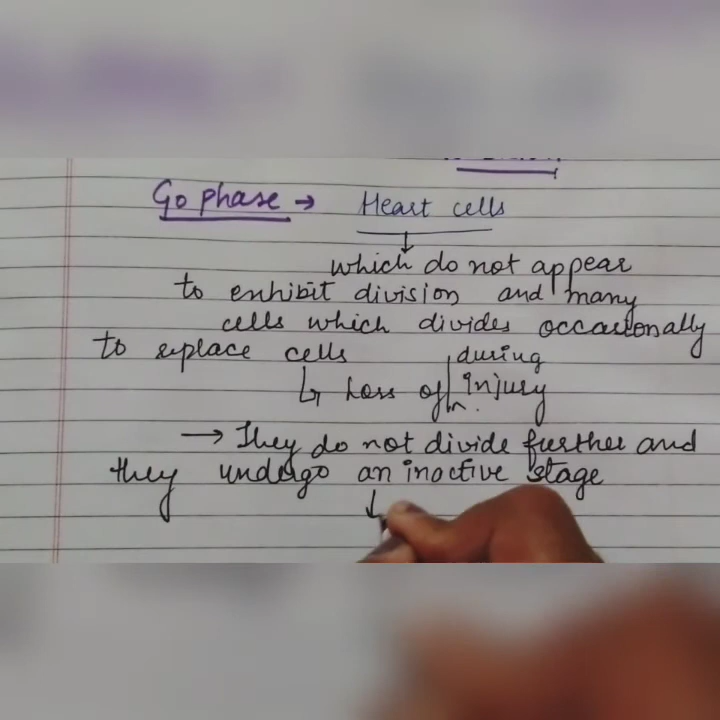 Go phase → Heart cells
↓
which do not appear
to exhibit division and many
cells which divides occasionally
to replace cells during
↳ Loss of injury
→ They do not divide further and
they undergo an inactive stage
↓